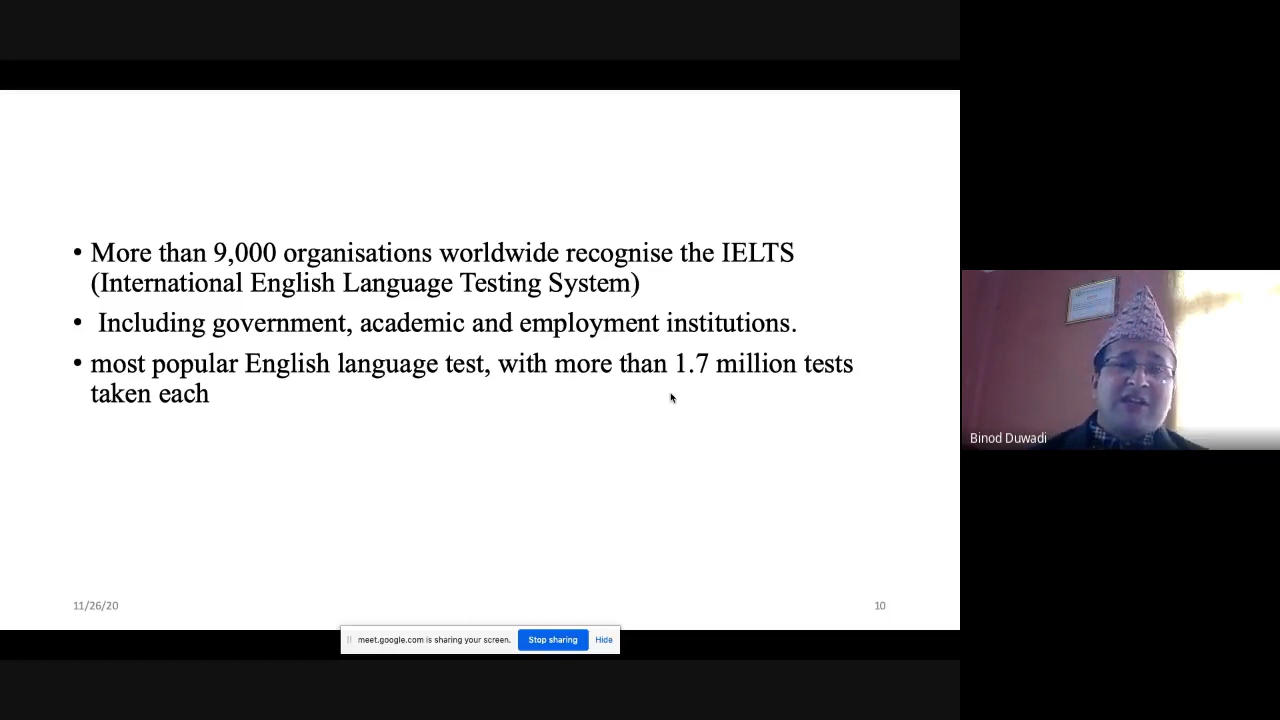 • More than 9,000 organisations worldwide recognise the IELTS
(International English Language Testing System)
• Including government, academic and employment institutions.
• most popular English language test, with more than 1.7 million tests
taken each
Binod Duwadi
11/26/20
10
meet.google.com is sharing your screen.
Stop sharing
Hide